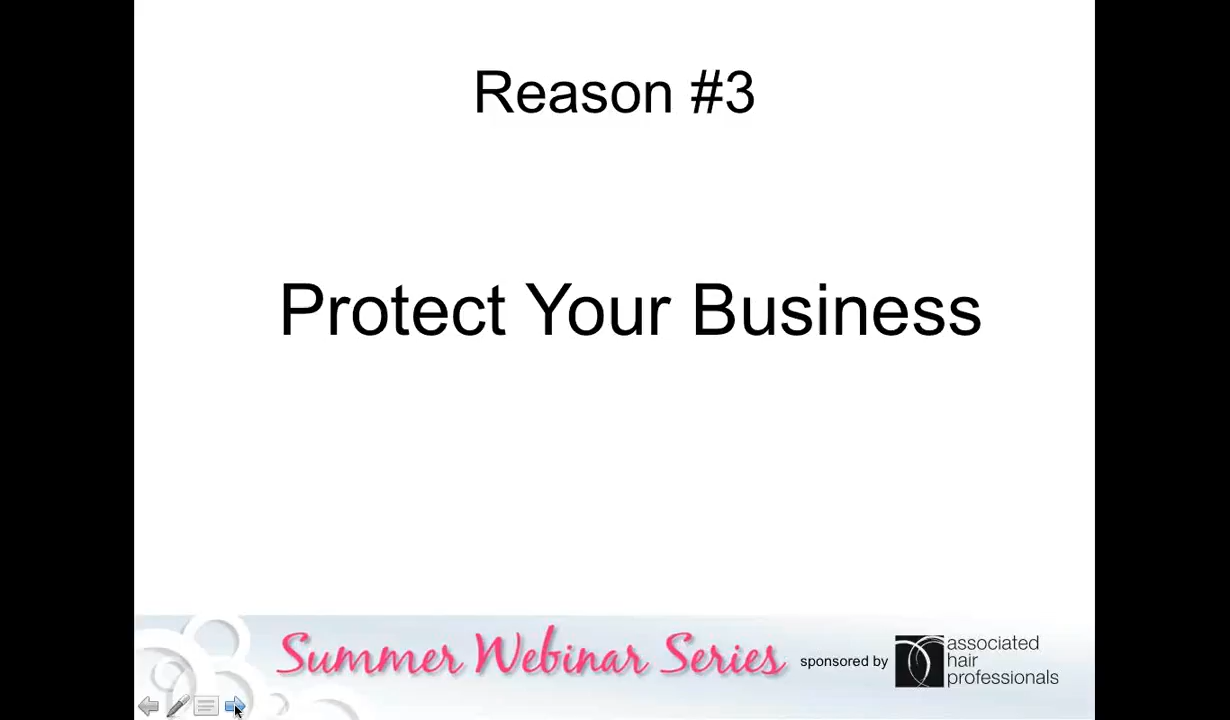 Reason #3
Protect Your Business
Summer Webinar Series
sponsored by
associated
hair
professionals